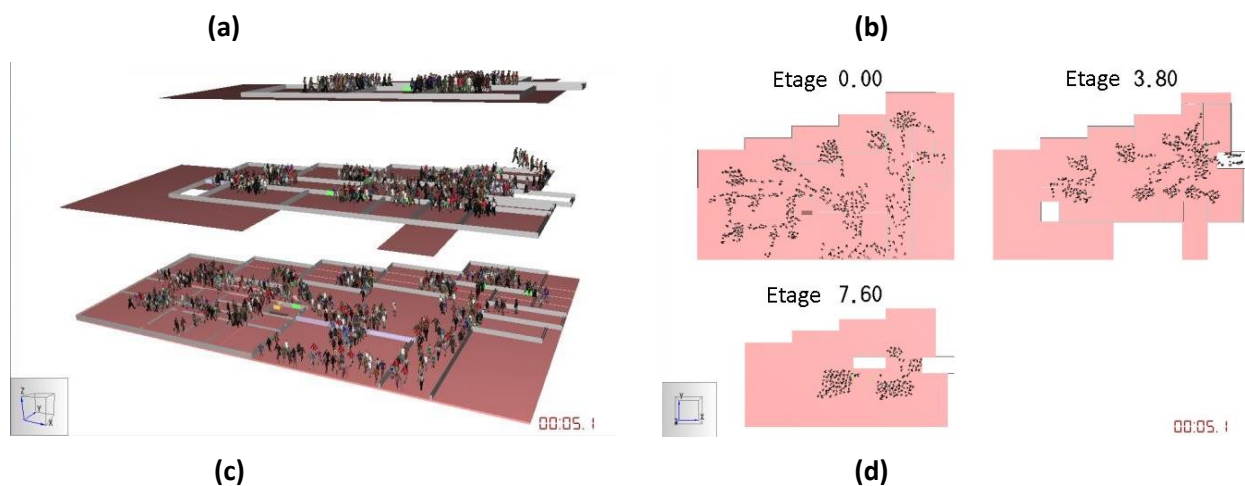 (a)
(b)
Etage 0.00
Etage 3.80
Etage 7.60
Z
Y
X
00:05.1
Y
X
00:05.1
(c)
(d)